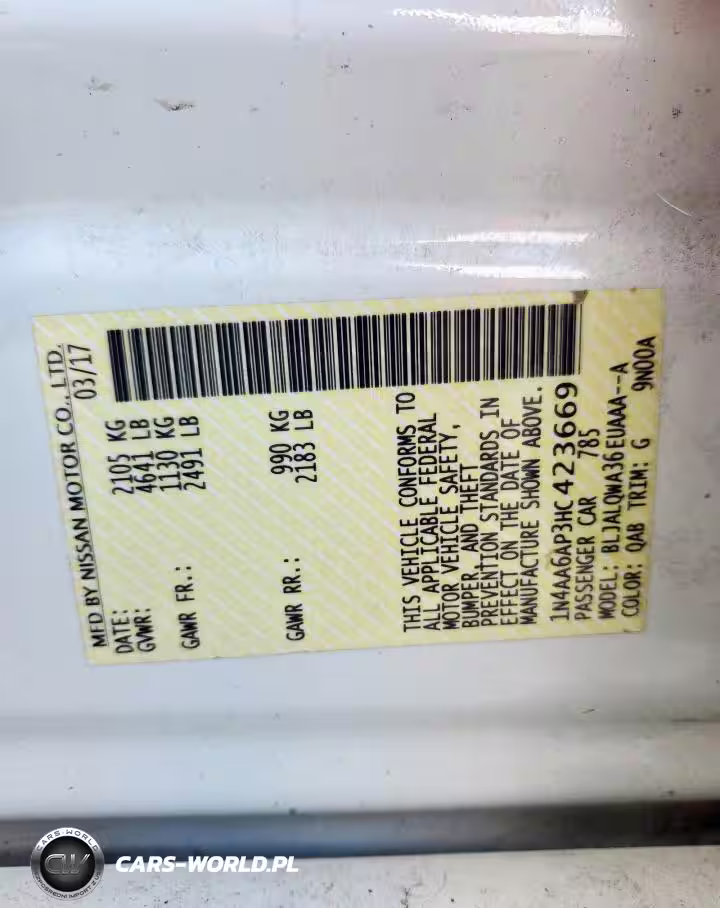 MFD BY NISSAN MOTOR CO., LTD.
DATE: 03/17
GVWR: 2105 KG
4641 LB
GAWR FR.: 1130 KG
2491 LB
GAWR RR.: 990 KG
2183 LB
THIS VEHICLE CONFORMS TO
ALL APPLICABLE FEDERAL
MOTOR VEHICLE SAFETY,
BUMPER, AND THEFT
PREVENTION STANDARDS IN
EFFECT ON THE DATE OF
MANUFACTURE SHOWN ABOVE.
1N4AA6AP3HC423669
PASSENGER CAR 785
MODEL: BLJALQWA36EUAAA--A
COLOR: QAB TRIM: G 9N00A
CARS-WORLD
CW
CARS-WORLD.PL